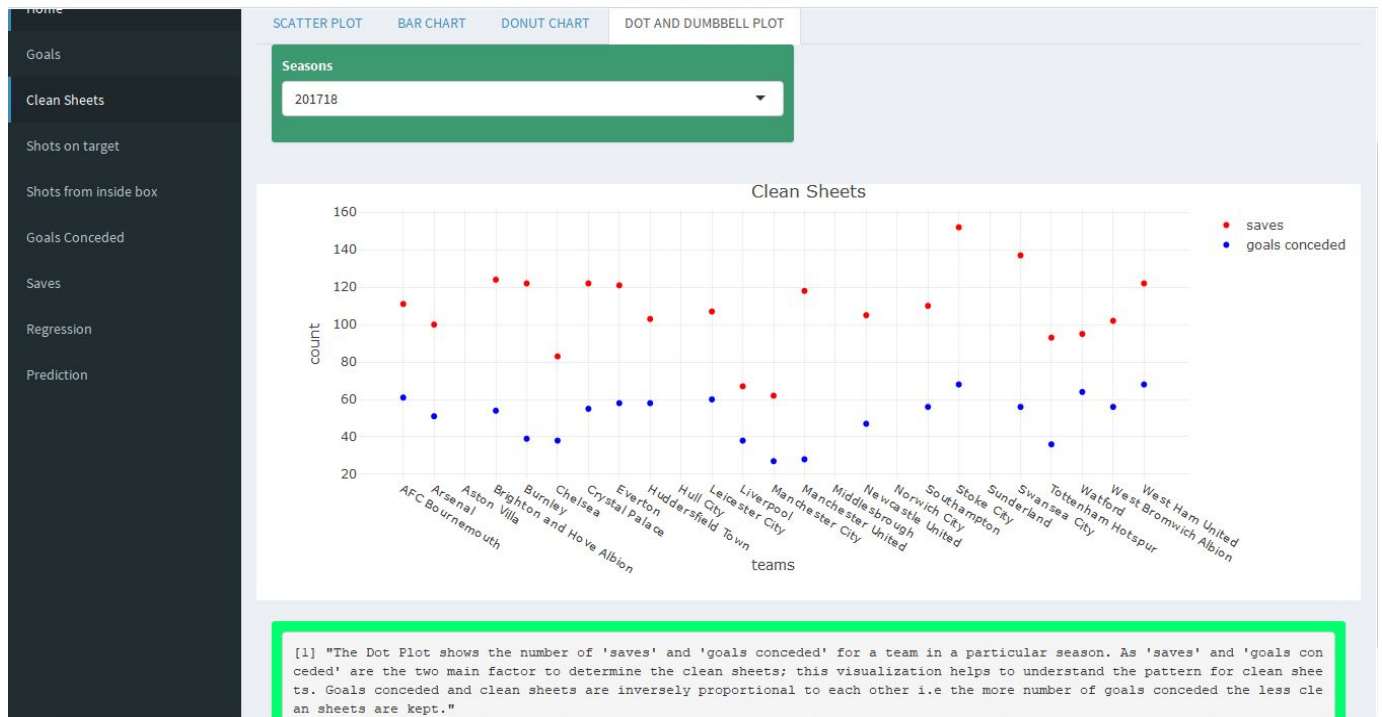 Home
Goals
Clean Sheets
Shots on target
Shots from inside box
Goals Conceded
Saves
Regression
Prediction
SCATTER PLOT BAR CHART DONUT CHART DOT AND DUMBBELL PLOT
Seasons
201718
Clean Sheets
160
140
120
100
80
60
40
20
count
saves
goals conceded
AFC Bournemouth
Arsenal
Aston Villa
Brighton and Hove Albion
Burnley
Chelsea
Crystal Palace
Everton
Huddersfield Town
Hull City
Leicester City
Liverpool
Manchester City
Manchester United
Middlesbrough
Newcastle United
Norwich City
Southampton
Stoke City
Sunderland
Swansea City
Tottenham Hotspur
Watford
West Bromwich Albion
West Ham United
teams
[1] "The Dot Plot shows the number of 'saves' and 'goals conceded' for a team in a particular season. As 'saves' and 'goals con
ceded' are the two main factor to determine the clean sheets; this visualization helps to understand the pattern for clean shee
ts. Goals conceded and clean sheets are inversely proportional to each other i.e the more number of goals conceded the less cle
an sheets are kept."